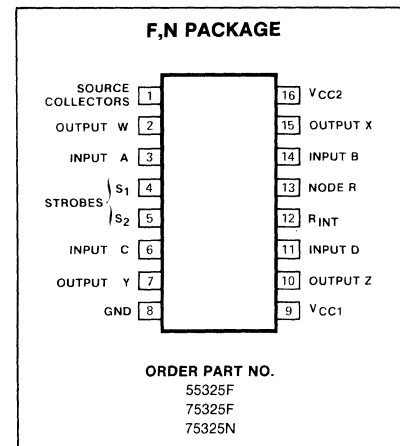 F,N PACKAGE
SOURCE COLLECTORS 1
OUTPUT W 2
INPUT A 3
STROBES
S1 4
S2 5
INPUT C 6
OUTPUT Y 7
GND 8
16 VCC2
15 OUTPUT X
14 INPUT B
13 NODE R
12 RINT
11 INPUT D
10 OUTPUT Z
9 VCC1
ORDER PART NO.
55325F
75325F
75325N